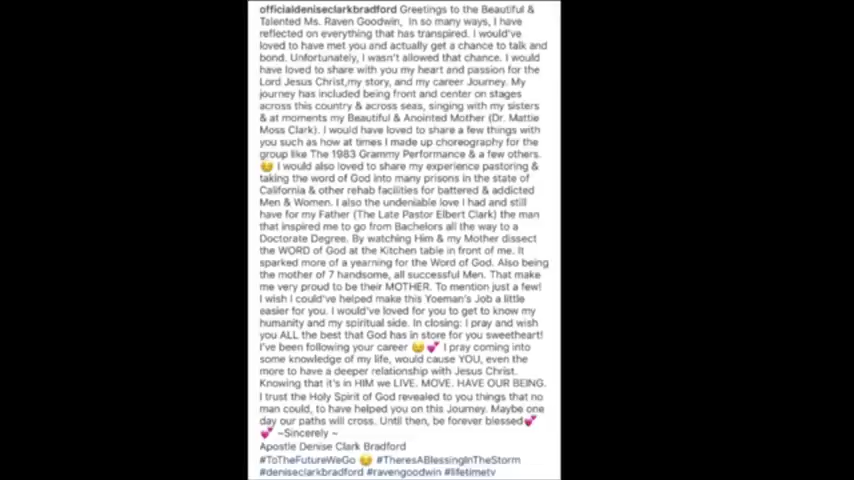 officialdeniseclarkbradford Greetings to the Beautiful &
Talented Ms. Raven Goodwin, In so many ways, I have
reflected on everything that has transpired. I would've
loved to have met you and actually get a chance to talk and
bond. Unfortunately, I wasn't allowed that chance. I would
have loved to share with you my heart and passion for the
Lord Jesus Christ,my story, and my career Journey. My
journey has included being front and center on stages
across this country & across seas, singing with my sisters
& at moments my Beautiful & Anointed Mother (Dr. Mattie
Moss Clark). I would have loved to share a few things with
you such as how at times I made up choreography for the
group like The 1983 Grammy Performance & a few others.
😉 I would also loved to share my experience pastoring &
taking the word of God into many prisons in the state of
California & other rehab facilities for battered & addicted
Men & Women. I also the undeniable love I had and still
have for my Father (The Late Pastor Elbert Clark) the man
that inspired me to go from Bachelors all the way to a
Doctorate Degree. By watching Him & my Mother dissect
the WORD of God at the Kitchen table in front of me. It
sparked more of a yearning for the Word of God. Also being
the mother of 7 handsome, all successful Men. That make
me very proud to be their MOTHER. To mention just a few!
I wish I could've helped make this Yoeman's Job a little
easier for you. I would've loved for you to get to know my
humanity and my spiritual side. In closing: I pray and wish
you ALL the best that God has in store for you sweetheart!
I've been following your career 😉💕 I pray coming into
some knowledge of my life, would cause YOU, even the
more to have a deeper relationship with Jesus Christ.
Knowing that it's in HIM we LIVE. MOVE. HAVE OUR BEING.
I trust the Holy Spirit of God revealed to you things that no
man could, to have helped you on this Journey. Maybe one
day our paths will cross. Until then, be forever blessed💕
💕 ~Sincerely ~
Apostle Denise Clark Bradford
#ToTheFutureWeGo 😉 #TheresABlessingInTheStorm
#deniseclarkbradford #ravengoodwin #lifetimetv